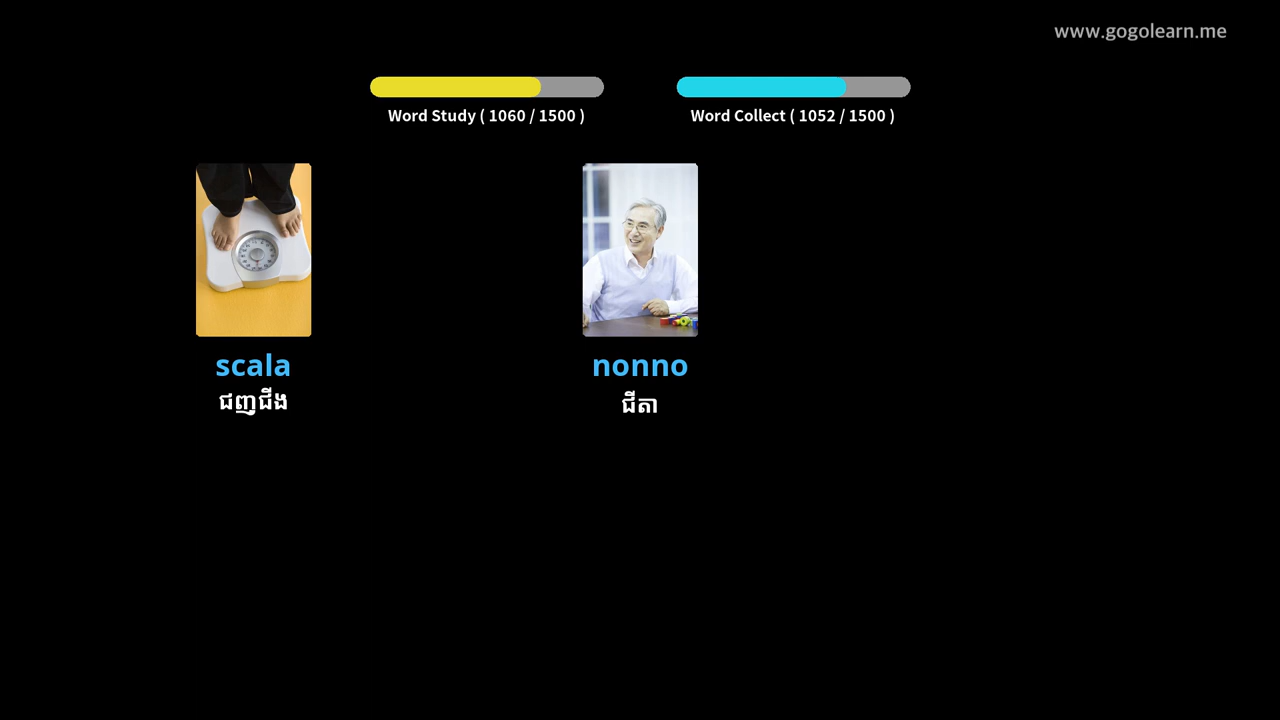 www.gogolearn.me
Word Study ( 1060 / 1500 )
Word Collect ( 1052 / 1500 )
scala
ជញ្ជីង
nonno
ជីតា